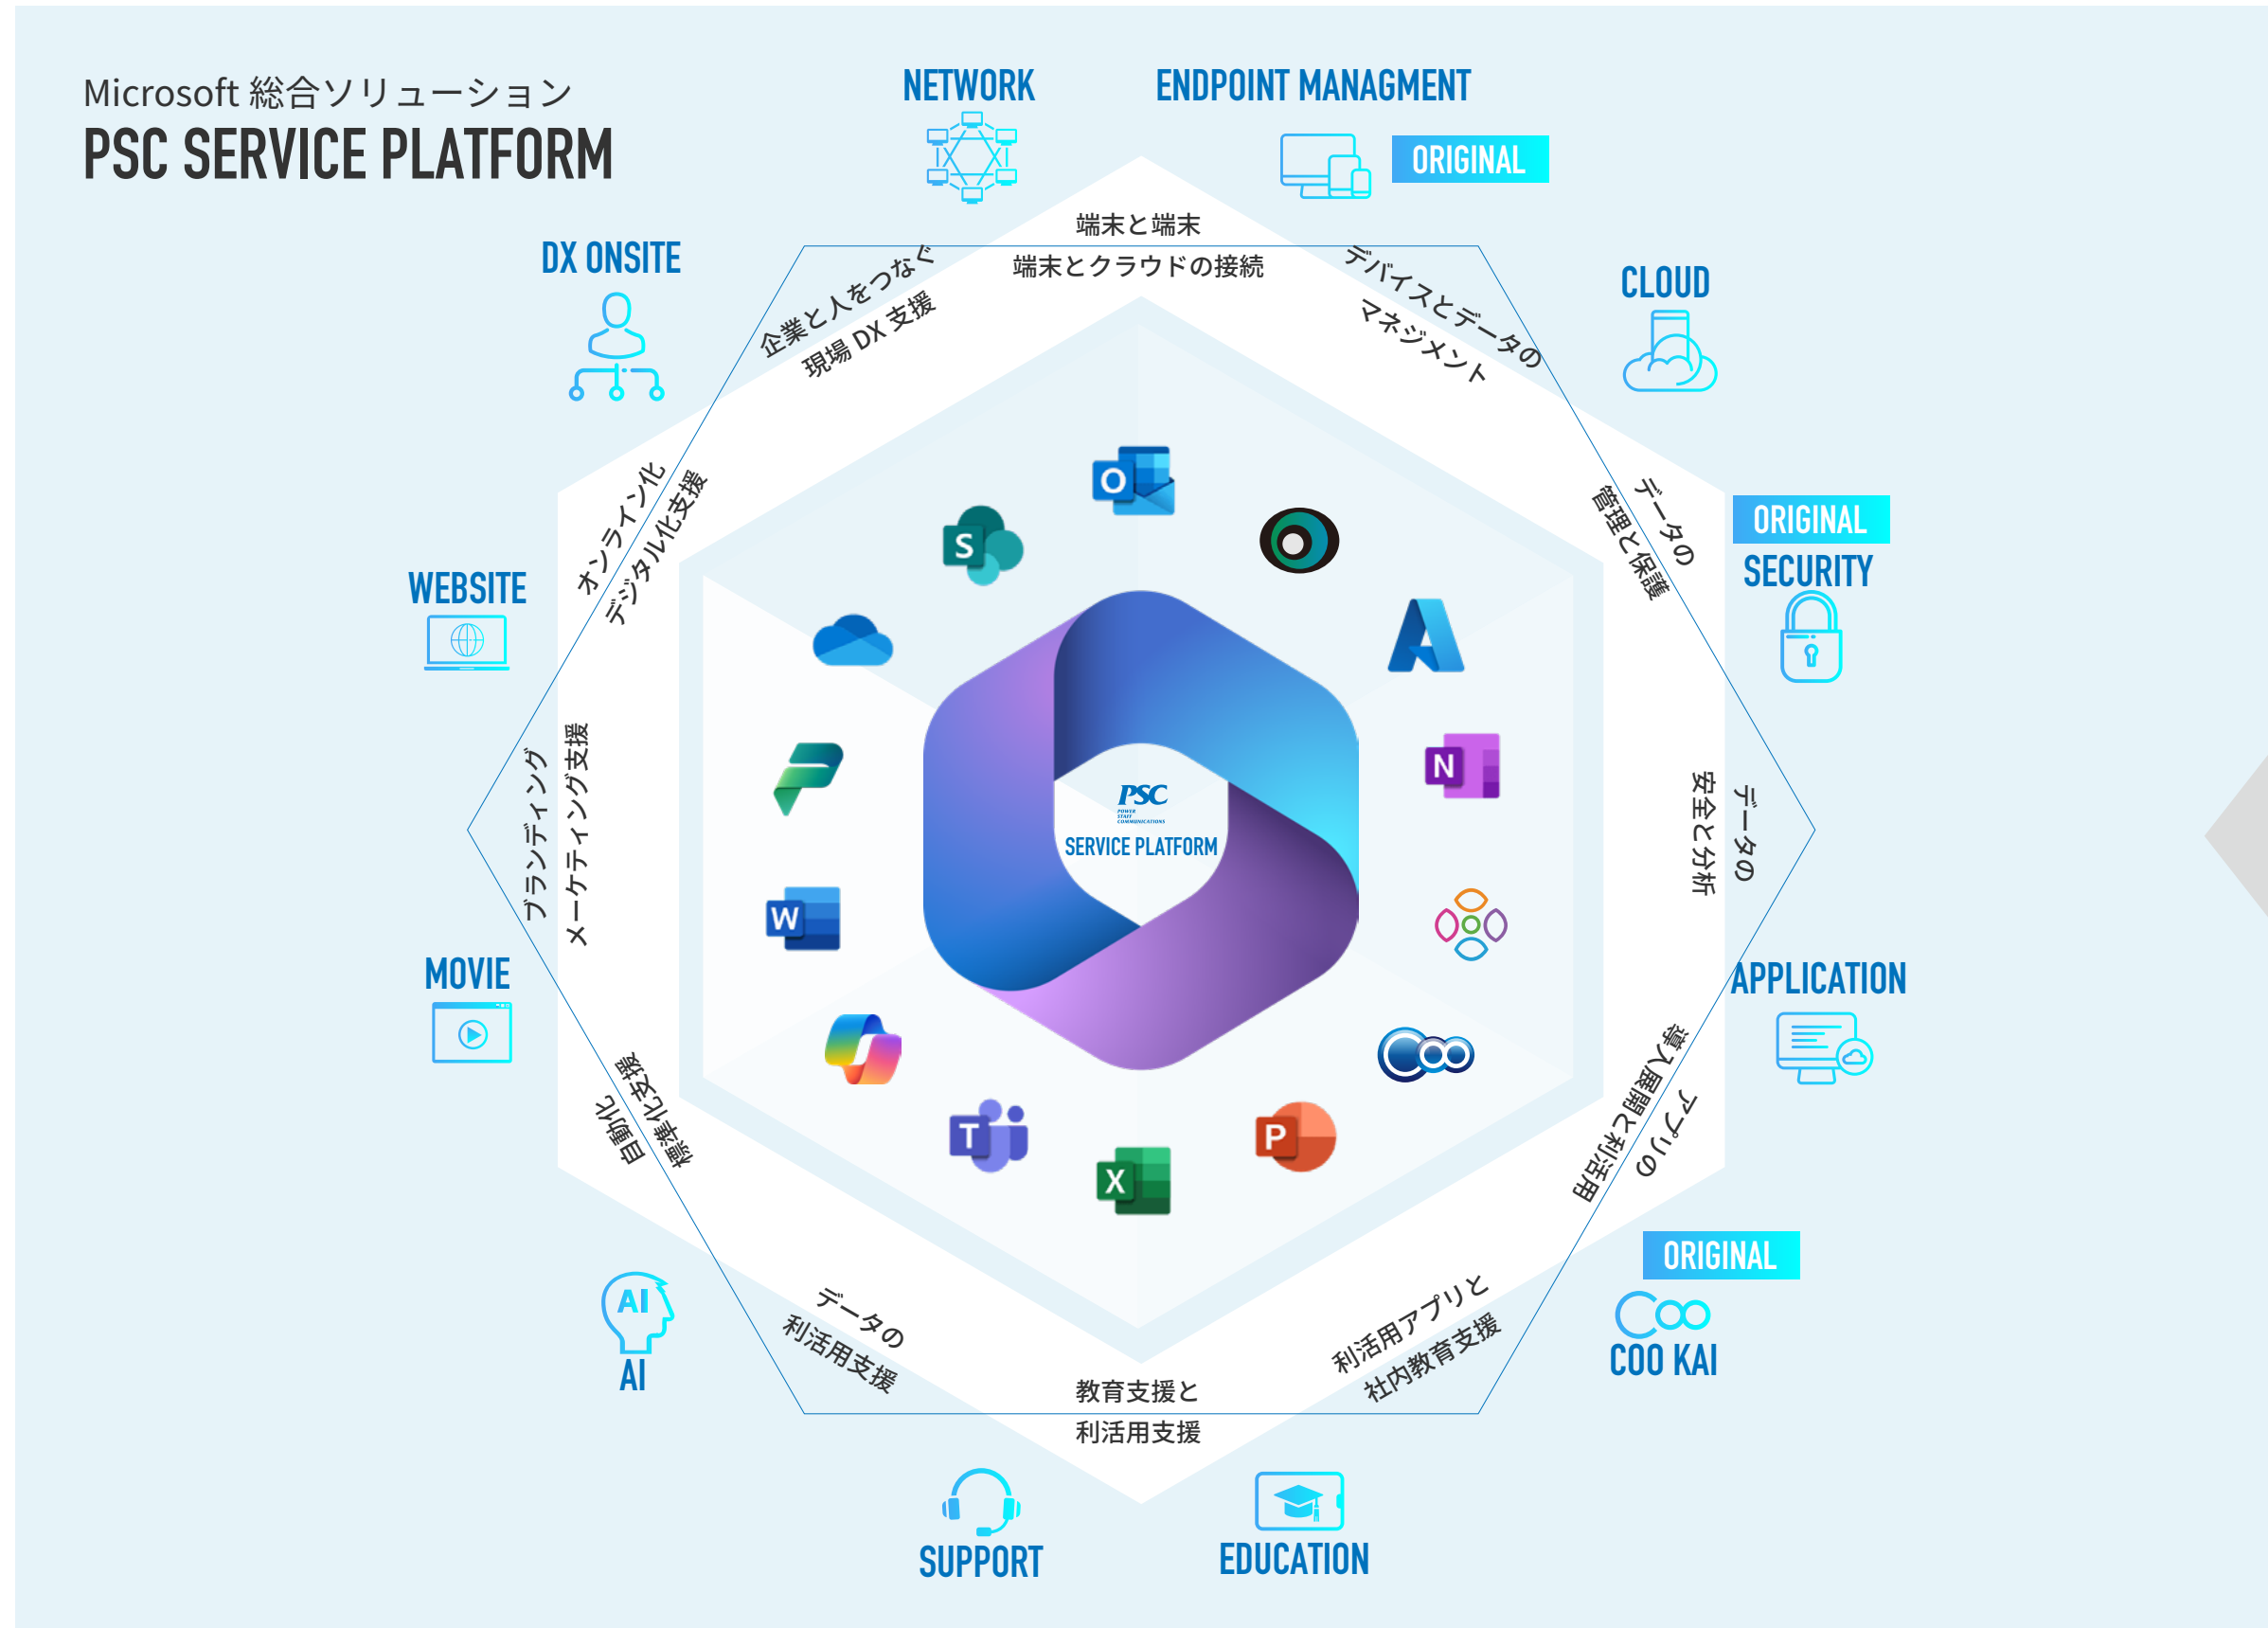 Microsoft 総合ソリューション
PSC SERVICE PLATFORM
NETWORK
ENDPOINT MANAGMENT
ORIGINAL
端末と端末
端末とクラウドの接続
DX ONSITE
企業と人をつなぐ
現場 DX 支援
デバイスとデータの
マネジメント
CLOUD
オンライン化
デジタル化支援
データの
管理と保護
ORIGINAL
SECURITY
WEBSITE
O
S
N
ブランディング
メーケティング支援
PSC
POWER
STAFF
COMMUNICATIONS
SERVICE PLATFORM
データの
安全と分析
W
MOVIE
APPLICATION
自動化
標準化支援
T
X
P
アプリの
導入展開と利活用
ORIGINAL
COO KAI
AI
AI
データの
利活用支援
利活用アプリと
社内教育支援
教育支援と
利活用支援
SUPPORT
EDUCATION